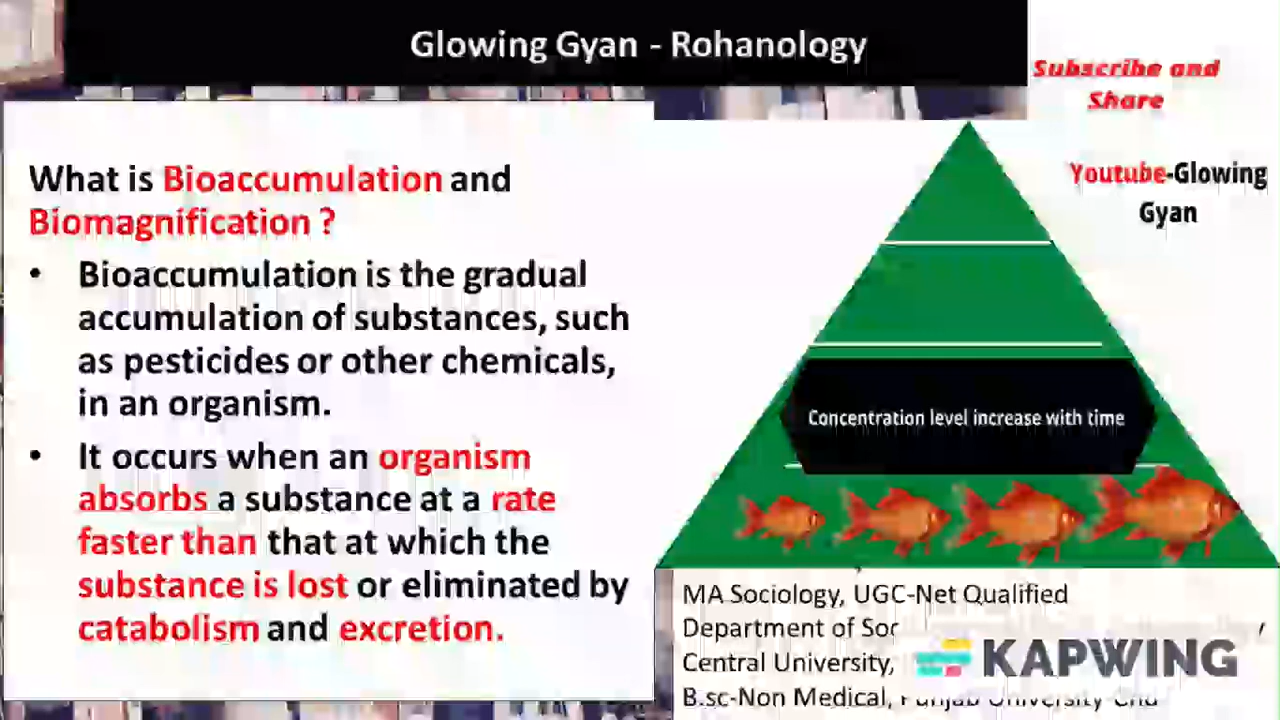 Glowing Gyan - Rohanology
Subscribe and
Share
Youtube-Glowing
Gyan
What is Bioaccumulation and
Biomagnification ?
• Bioaccumulation is the gradual
accumulation of substances, such
as pesticides or other chemicals,
in an organism.
• It occurs when an organism
absorbs a substance at a rate
faster than that at which the
substance is lost or eliminated by
catabolism and excretion.
Concentration level increase with time
MA Sociology, UGC-Net Qualified
Department of
Central University,
B.sc-Non Medical, Punjab University
KAPWING